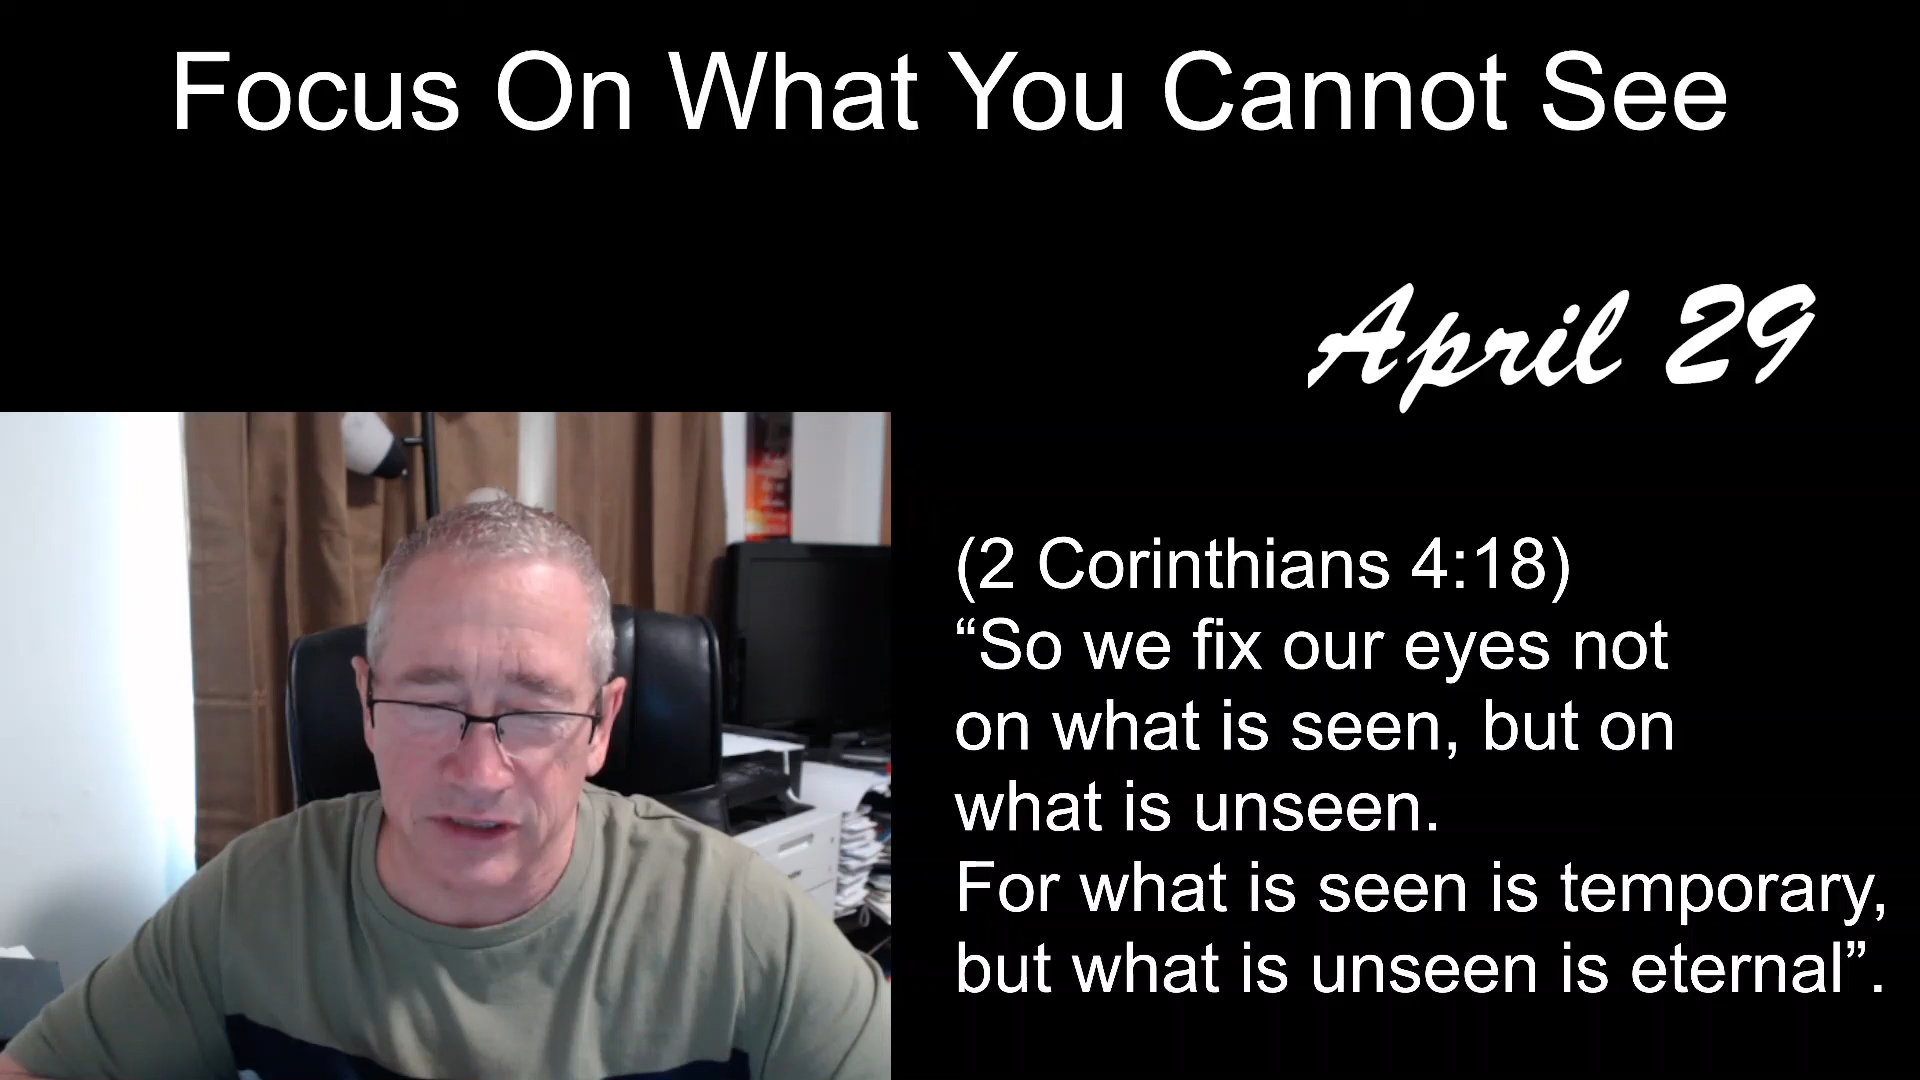 Focus On What You Cannot See
April 29
(2 Corinthians 4:18)
“So we fix our eyes not
on what is seen, but on
what is unseen.
For what is seen is temporary,
but what is unseen is eternal”.